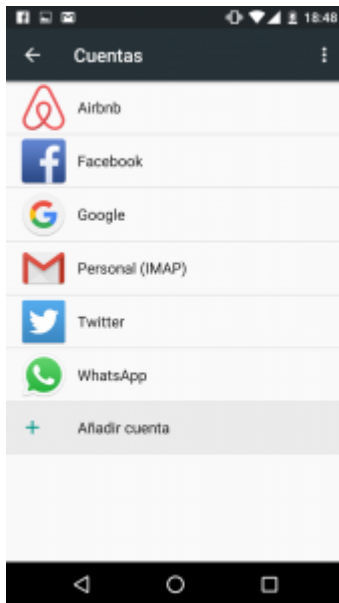 18:48
Cuentas
Airbnb
Facebook
Google
Personal (IMAP)
Twitter
WhatsApp
Añadir cuenta